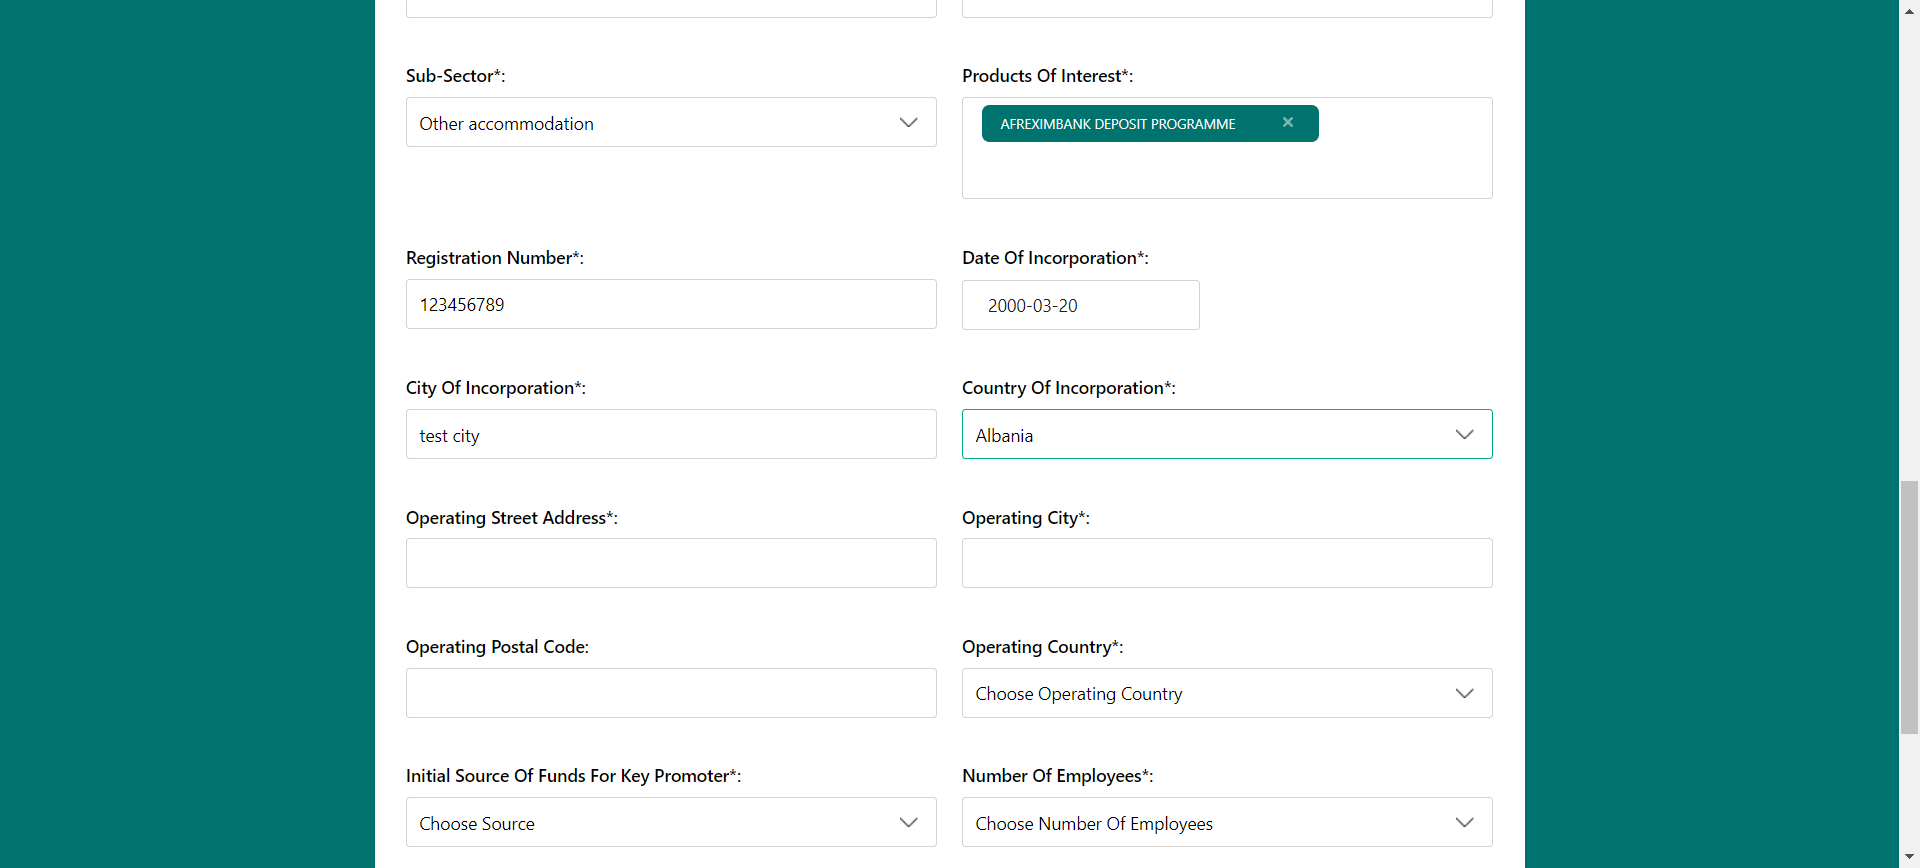 Sub-Sector*:
Products Of Interest*:
Other accommodation
AFREXIMBANK DEPOSIT PROGRAMME ×
Registration Number*:
Date Of Incorporation*:
123456789
2000-03-20
City Of Incorporation*:
Country Of Incorporation*:
test city
Albania
Operating Street Address*:
Operating City*:
Operating Postal Code:
Operating Country*:
Choose Operating Country
Initial Source Of Funds For Key Promoter*:
Number Of Employees*:
Choose Source
Choose Number Of Employees